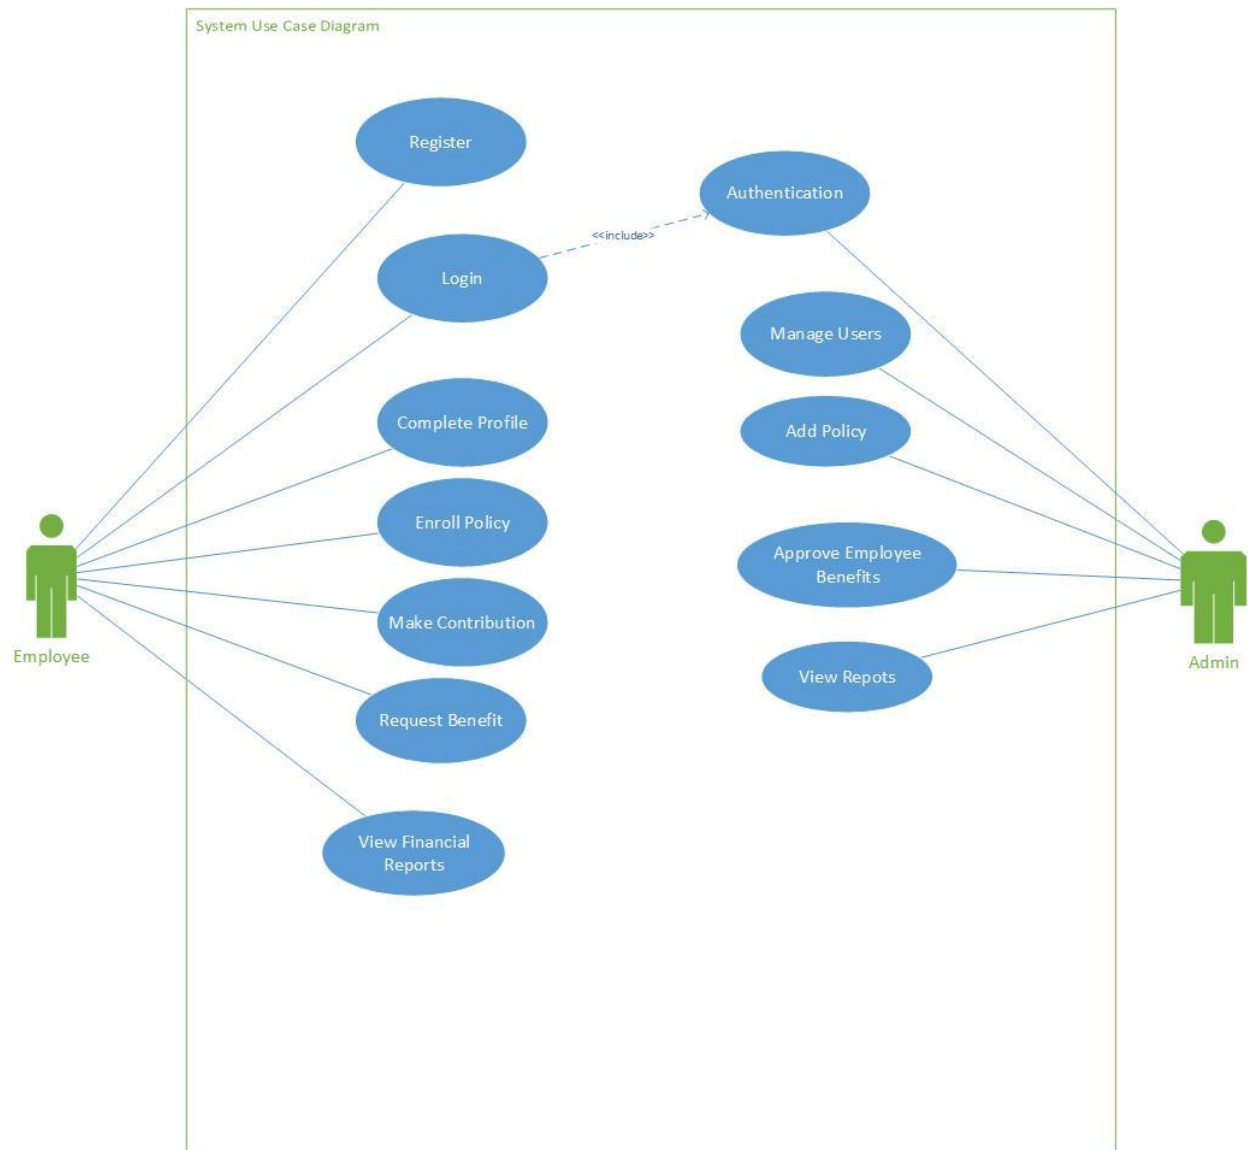 System Use Case Diagram
Register
Authentication
<<include>>
Login
Manage Users
Complete Profile
Add Policy
Enroll Policy
Approve Employee
Benefits
Make Contribution
Employee
Admin
View Repots
Request Benefit
View Financial
Reports